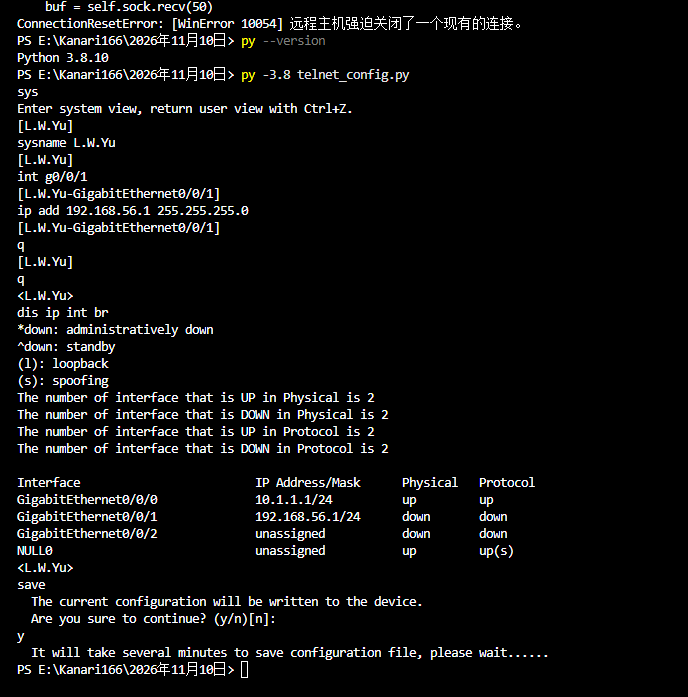 buf = self.sock.recv(50)
ConnectionResetError: [WinError 10054] 远程主机强迫关闭了一个现有的连接。
PS E:\Kanari166\2026年11月10日> py --version
Python 3.8.10
PS E:\Kanari166\2026年11月10日> py -3.8 telnet_config.py
sys
Enter system view, return user view with Ctrl+Z.
[L.W.Yu]
sysname L.W.Yu
[L.W.Yu]
int g0/0/1
[L.W.Yu-GigabitEthernet0/0/1]
ip add 192.168.56.1 255.255.255.0
[L.W.Yu-GigabitEthernet0/0/1]
q
[L.W.Yu]
q
<L.W.Yu>
dis ip int br
*down: administratively down
^down: standby
(l): loopback
(s): spoofing
The number of interface that is UP in Physical is 2
The number of interface that is DOWN in Physical is 2
The number of interface that is UP in Protocol is 2
The number of interface that is DOWN in Protocol is 2

Interface                         IP Address/Mask      Physical   Protocol
GigabitEthernet0/0/0              10.1.1.1/24          up         up
GigabitEthernet0/0/1              192.168.56.1/24      down       down
GigabitEthernet0/0/2              unassigned           down       down
NULL0                             unassigned           up         up(s)
<L.W.Yu>
save
  The current configuration will be written to the device.
  Are you sure to continue? (y/n)[n]:
y
  It will take several minutes to save configuration file, please wait......
PS E:\Kanari166\2026年11月10日>